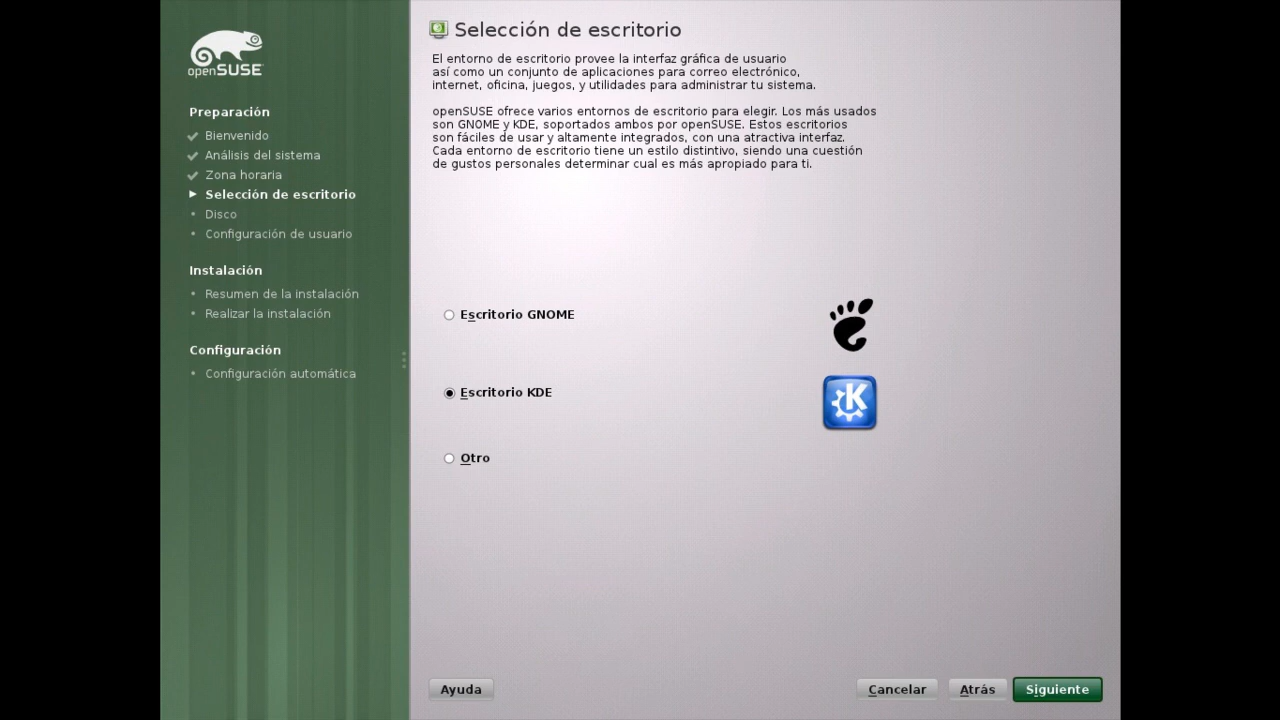 openSUSE
Preparación
Bienvenido
Análisis del sistema
Zona horaria
Selección de escritorio
Disco
Configuración de usuario
Instalación
Resumen de la instalación
Realizar la instalación
Configuración
Configuración automática
Selección de escritorio
El entorno de escritorio provee la interfaz gráfica de usuario
así como un conjunto de aplicaciones para correo electrónico,
internet, oficina, juegos, y utilidades para administrar tu sistema.
openSUSE ofrece varios entornos de escritorio para elegir. Los más usados
son GNOME y KDE, soportados ambos por openSUSE. Estos escritorios
son fáciles de usar y altamente integrados, con una atractiva interfaz.
Cada entorno de escritorio tiene un estilo distintivo, siendo una cuestión
de gustos personales determinar cual es más apropiado para ti.
Escritorio GNOME
Escritorio KDE
Otro
Ayuda
Cancelar
Atrás
Siguiente